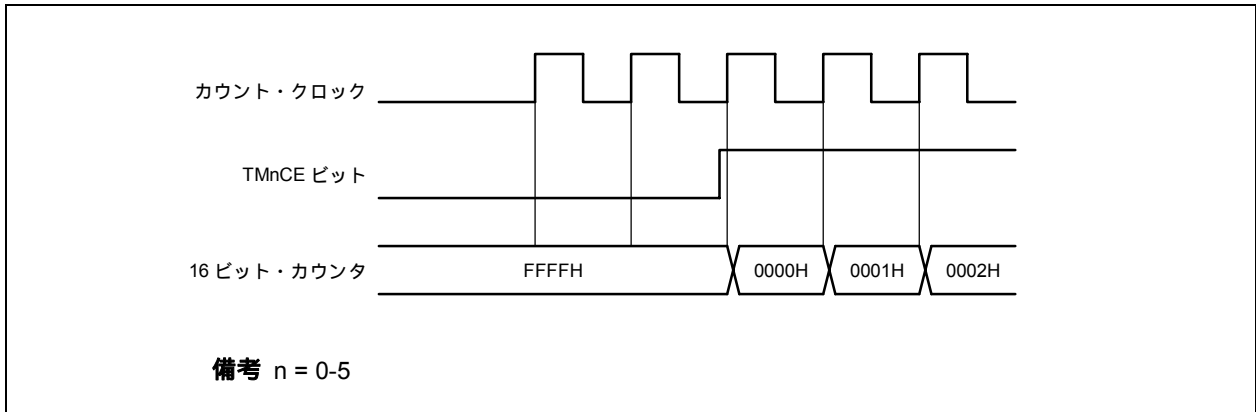 カウント・クロック
TMnCE ビット
16 ビット・カウンタ FFFFH 0000H 0001H 0002H
備考 n = 0-5